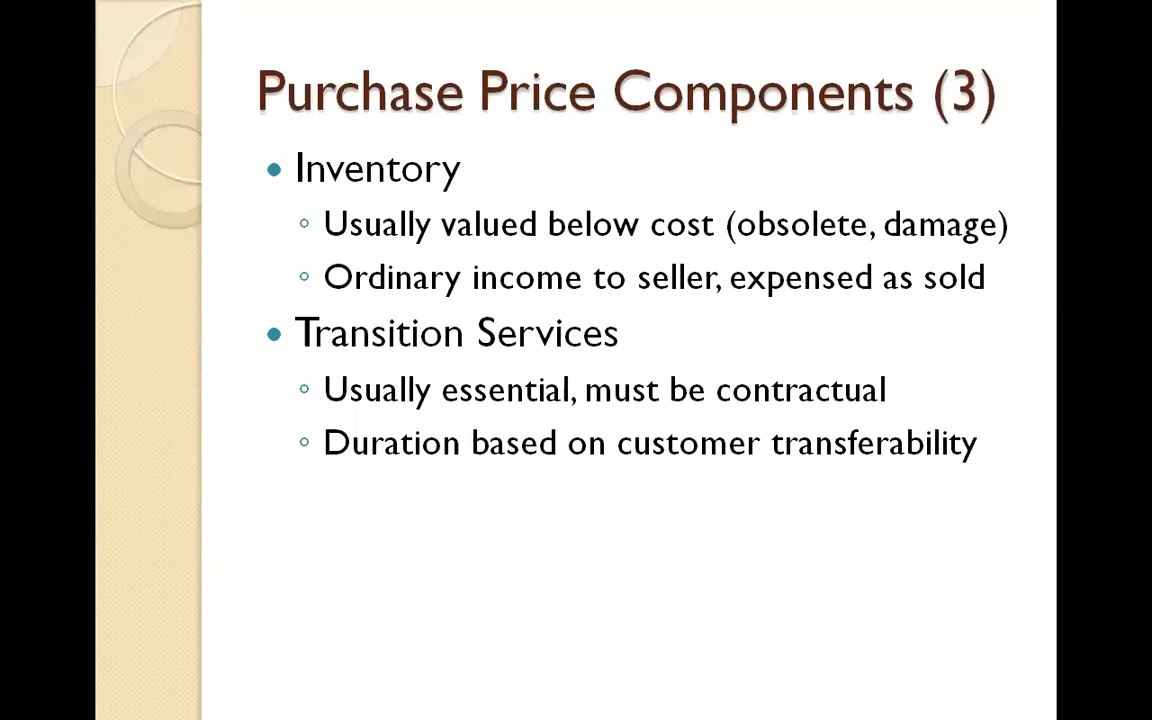 Purchase Price Components (3)
• Inventory
◦ Usually valued below cost (obsolete, damage)
◦ Ordinary income to seller, expensed as sold
• Transition Services
◦ Usually essential, must be contractual
◦ Duration based on customer transferability